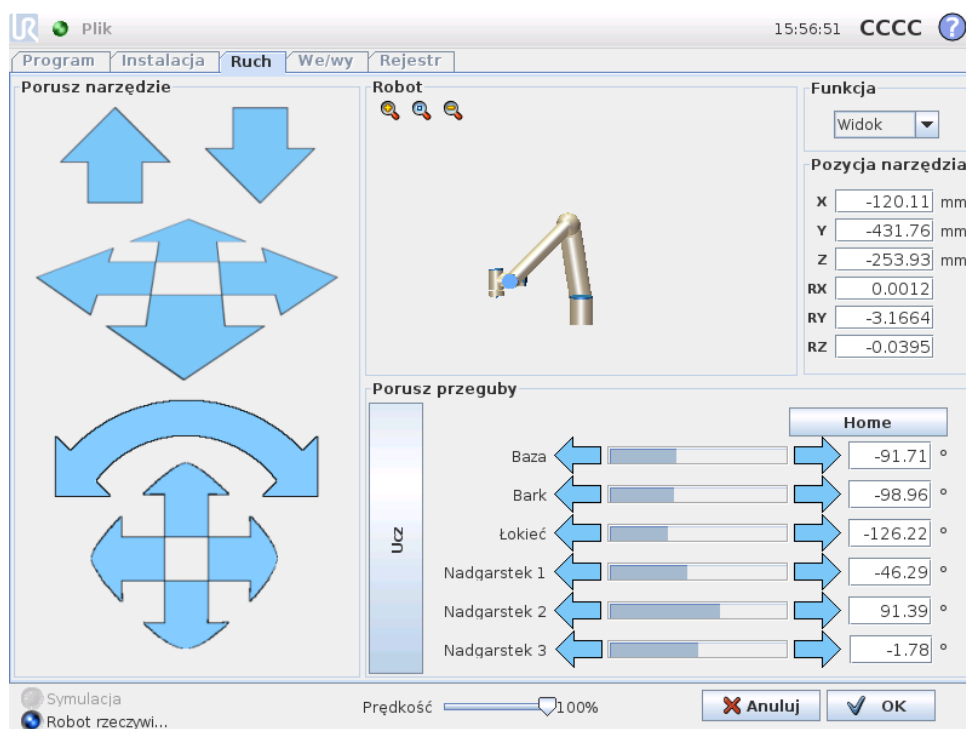 UR Plik 15:56:51 CCCC ?
Program Instalacja Ruch We/wy Rejestr
Porusz narzędzie
Robot
Funkcja
Widok
Pozycja narzędzia
X -120.11 mm
Y -431.76 mm
Z -253.93 mm
RX 0.0012
RY -3.1664
RZ -0.0395
Porusz przeguby
Ucz
Home
Baza -91.71 °
Bark -98.96 °
Łokieć -126.22 °
Nadgarstek 1 -46.29 °
Nadgarstek 2 91.39 °
Nadgarstek 3 -1.78 °
Symulacja
Robot rzeczywi...
Prędkość 100%
Anuluj OK